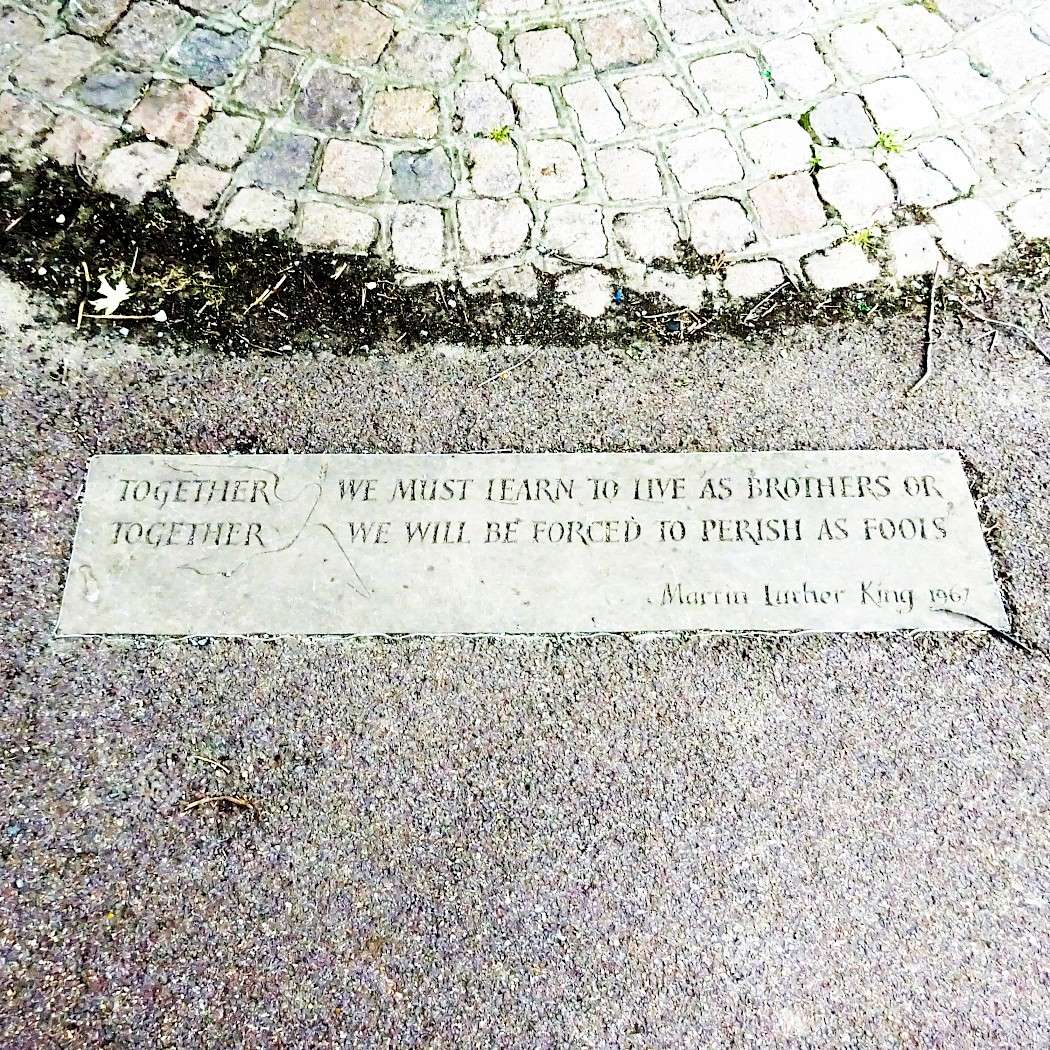 TOGETHER WE MUST LEARN TO LIVE AS BROTHERS OR
TOGETHER WE WILL BE FORCED TO PERISH AS FOOLS
Martin Luther King 1967